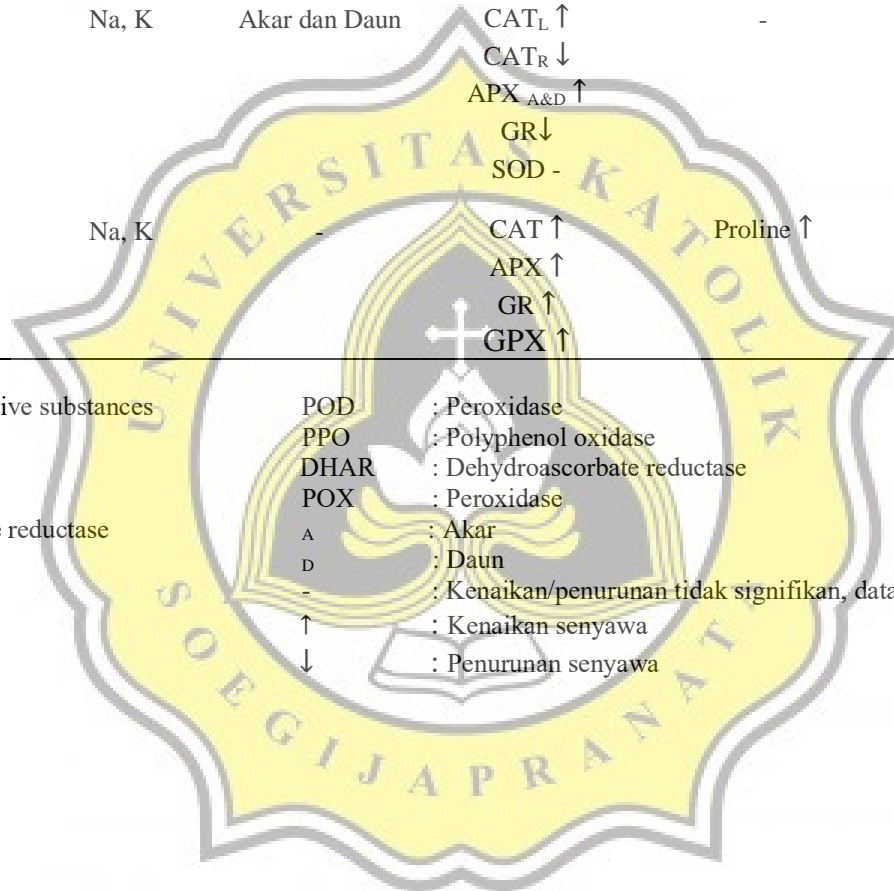 Na, K Akar dan Daun CATL ↑ -
CATR ↓
APX A&D ↑
GR↓
SOD -
Na, K - CAT ↑ Proline ↑
APX ↑
GR ↑
GPX ↑
ive substances POD : Peroxidase
PPO : Polyphenol oxidase
DHAR : Dehydroascorbate reductase
POX : Peroxidase
reductase A : Akar
D : Daun
- : Kenaikan/penurunan tidak signifikan, data
↑ : Kenaikan senyawa
↓ : Penurunan senyawa
UNIVERSITAS KATOLIK
SOEGIJAPRANATA